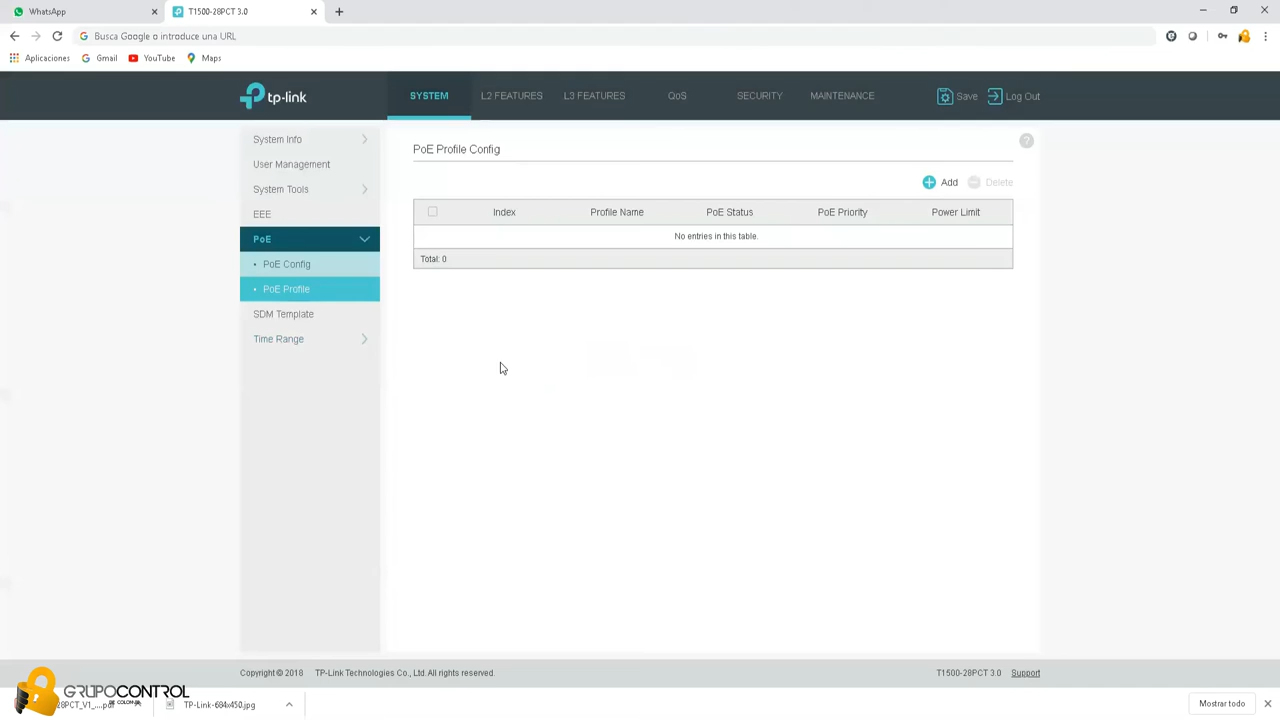 WhatsApp
T1500-28PCT 3.0
Busca Google o introduce una URL
Aplicaciones
Gmail
YouTube
Maps
tp-link
SYSTEM
L2 FEATURES
L3 FEATURES
QoS
SECURITY
MAINTENANCE
Save
Log Out
System Info
User Management
System Tools
EEE
PoE
PoE Config
PoE Profile
SDM Template
Time Range
PoE Profile Config
?
Add
Delete
Index Profile Name PoE Status PoE Priority Power Limit
No entries in this table.
Total: 0
Copyright © 2018 TP-Link Technologies Co., Ltd. All rights reserved.
T1500-28PCT 3.0 Support
GRUPOCONTROL
DE COLOMBIA
28PCT_V1_....pdf
TP-Link-684x450.jpg
Mostrar todo